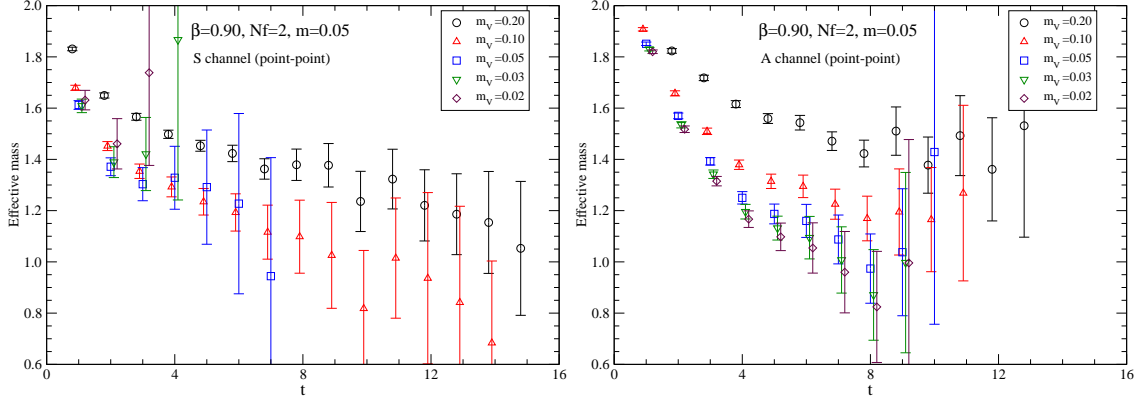 β=0.90, Nf=2, m=0.05
S channel (point-point)
m_V=0.20
m_V=0.10
m_V=0.05
m_V=0.03
m_V=0.02
Effective mass
2.0
1.8
1.6
1.4
1.2
1.0
0.8
0.6
0
4
8
12
16
t
β=0.90, Nf=2, m=0.05
A channel (point-point)
m_V=0.20
m_V=0.10
m_V=0.05
m_V=0.03
m_V=0.02
Effective mass
2.0
1.8
1.6
1.4
1.2
1.0
0.8
0.6
0
4
8
12
16
t